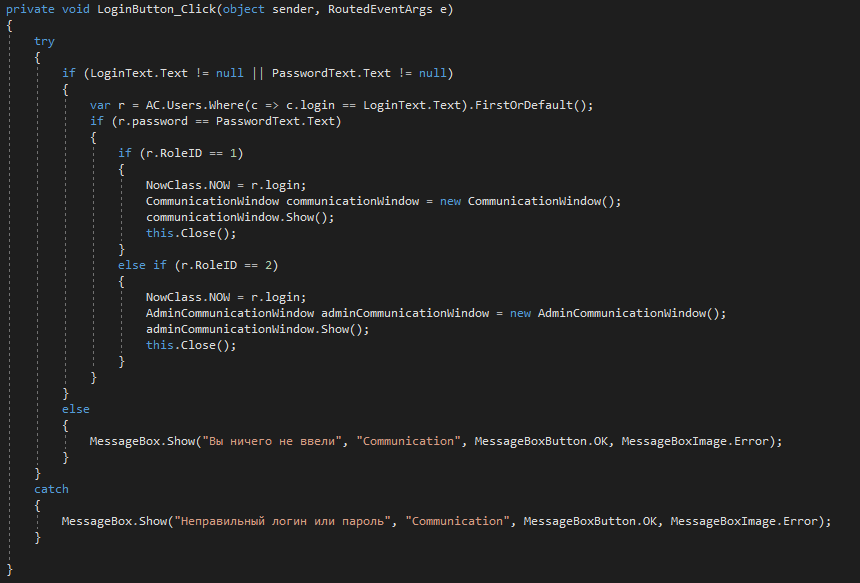 private void LoginButton_Click(object sender, RoutedEventArgs e)
{
try
{
if (LoginText.Text != null || PasswordText.Text != null)
{
var r = AC.Users.Where(c => c.login == LoginText.Text).FirstOrDefault();
if (r.password == PasswordText.Text)
{
if (r.RoleID == 1)
{
NowClass.NOW = r.login;
CommunicationWindow communicationWindow = new CommunicationWindow();
communicationWindow.Show();
this.Close();
}
else if (r.RoleID == 2)
{
NowClass.NOW = r.login;
AdminCommunicationWindow adminCommunicationWindow = new AdminCommunicationWindow();
adminCommunicationWindow.Show();
this.Close();
}
}
}
else
{
MessageBox.Show("Вы ничего не ввели", "Communication", MessageBoxButton.OK, MessageBoxImage.Error);
}
}
catch
{
MessageBox.Show("Неправильный логин или пароль", "Communication", MessageBoxButton.OK, MessageBoxImage.Error);
}
}